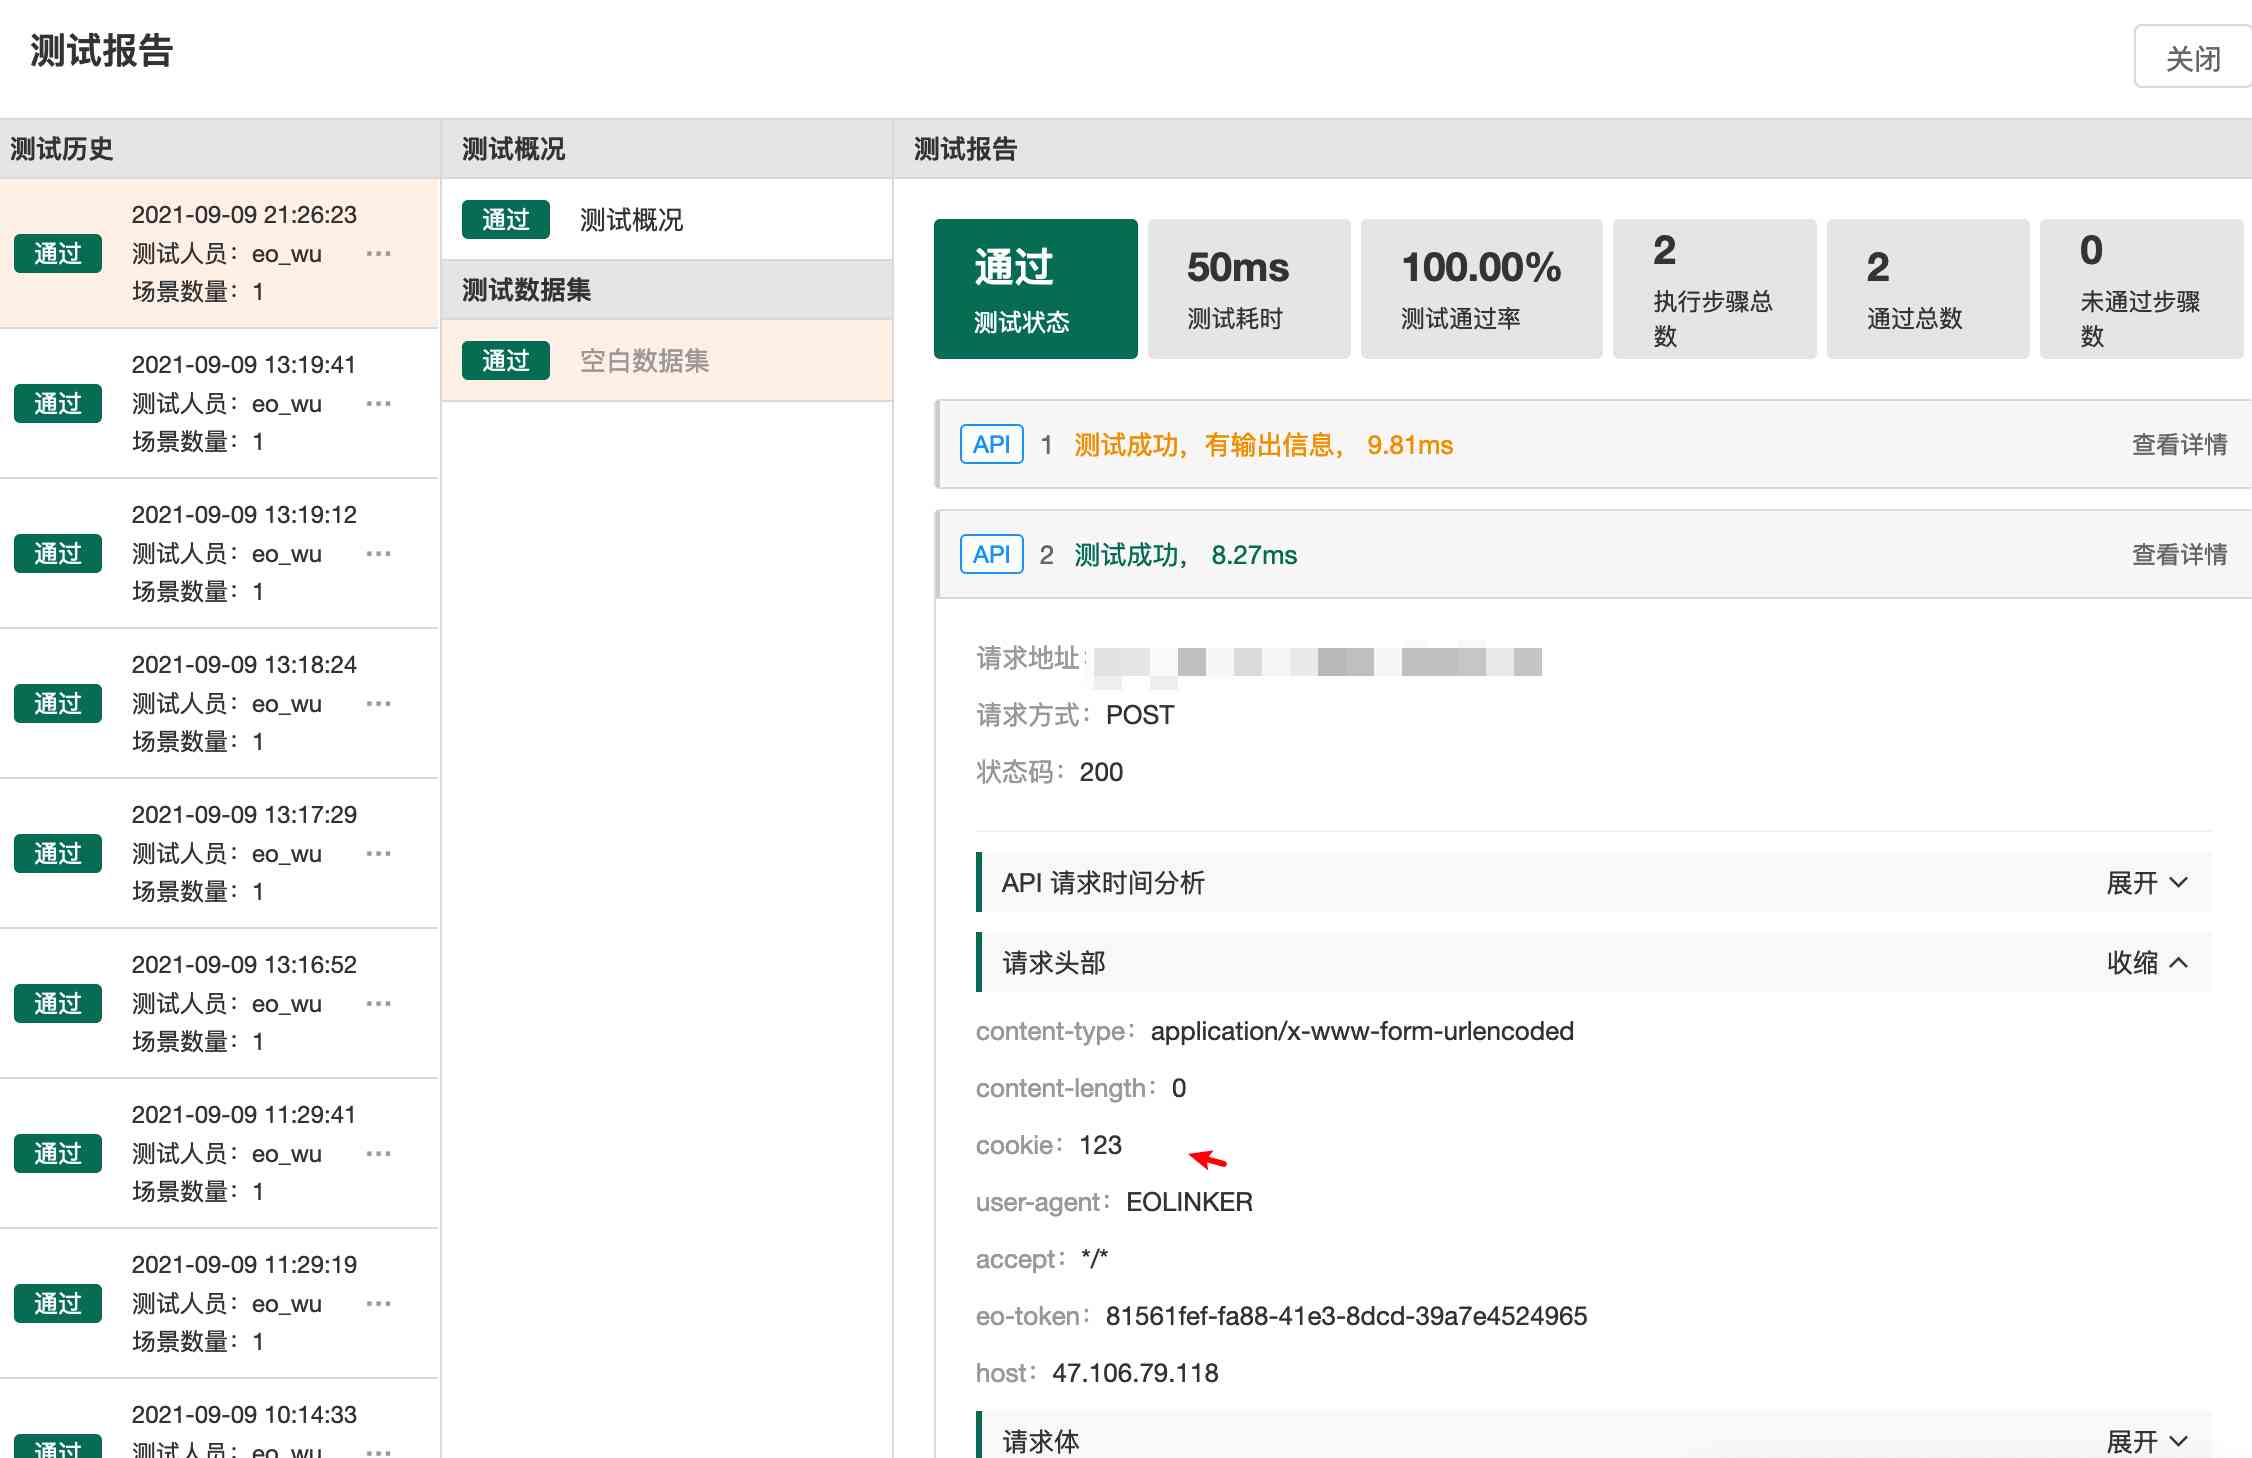 测试报告
关闭
测试历史
通过
2021-09-09 21:26:23
测试人员：eo_wu
场景数量：1
通过
2021-09-09 13:19:41
测试人员：eo_wu
场景数量：1
通过
2021-09-09 13:19:12
测试人员：eo_wu
场景数量：1
通过
2021-09-09 13:18:24
测试人员：eo_wu
场景数量：1
通过
2021-09-09 13:17:29
测试人员：eo_wu
场景数量：1
通过
2021-09-09 13:16:52
测试人员：eo_wu
场景数量：1
通过
2021-09-09 11:29:41
测试人员：eo_wu
场景数量：1
通过
2021-09-09 11:29:19
测试人员：eo_wu
场景数量：1
通过
2021-09-09 10:14:33
测试人员：eo_wu
测试概况
通过 测试概况
测试数据集
通过 空白数据集
测试报告
通过
测试状态
50ms
测试耗时
100.00%
测试通过率
2
执行步骤总
数
2
通过总数
0
未通过步骤
数
API 1 测试成功，有输出信息， 9.81ms 查看详情
API 2 测试成功， 8.27ms 查看详情
请求地址：
请求方式：POST
状态码：200
API 请求时间分析 展开
请求头部 收缩
content-type：application/x-www-form-urlencoded
content-length：0
cookie：123
user-agent：EOLINKER
accept：*/*
eo-token：81561fef-fa88-41e3-8dcd-39a7e4524965
host：47.106.79.118
请求体 展开